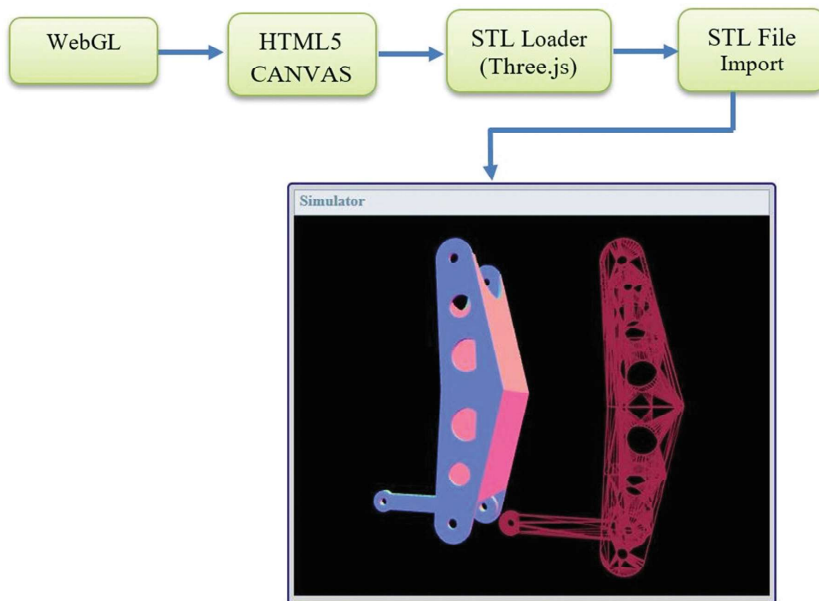 WebGL
HTML5
CANVAS
STL Loader
(Three.js)
STL File
Import
Simulator